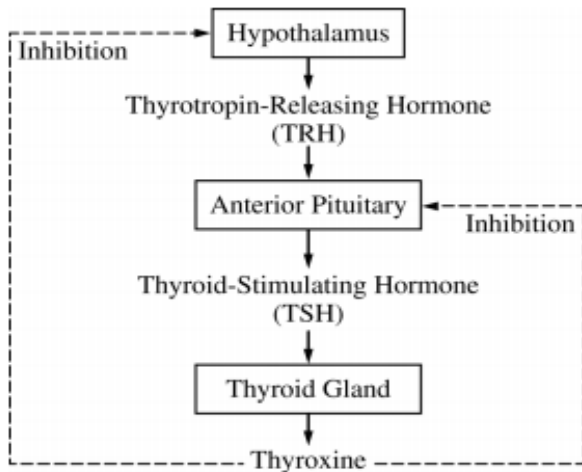 Hypothalamus
Inhibition
Thyrotropin-Releasing Hormone
(TRH)
Anterior Pituitary
Inhibition
Thyroid-Stimulating Hormone
(TSH)
Thyroid Gland
Thyroxine